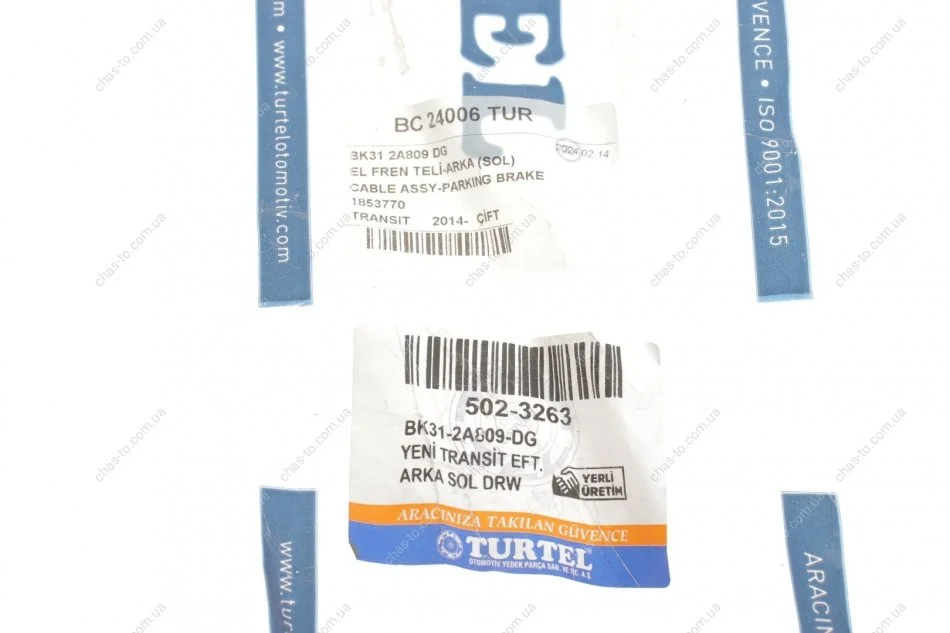 m • www.turtelotomotiv.com
EL
VENCE • ISO 9001:2015
BC 24006 TUR
BK31 2A809 DG
2024.02.14
EL FREN TELİ-ARKA (SOL)
CABLE ASSY-PARKING BRAKE
1853770
TRANSIT 2014- ÇİFT
502-3263
BK31-2A809-DG
YENİ TRANSİT EFT.
ARKA SOL DRW
YERLİ
ÜRETİM
ARACINIZA TAKILAN GÜVENCE
TURTEL
OTOMOTİV YEDEK PARÇA SAN. VE TİC. A.Ş.
www.tur
ARACIN
chas-to.com.ua